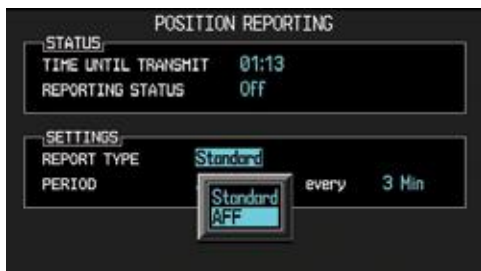 POSITION REPORTING
STATUS
TIME UNTIL TRANSMIT 01:13
REPORTING STATUS Off
SETTINGS
REPORT TYPE Standard
PERIOD every 3 Min
Standard
AFF